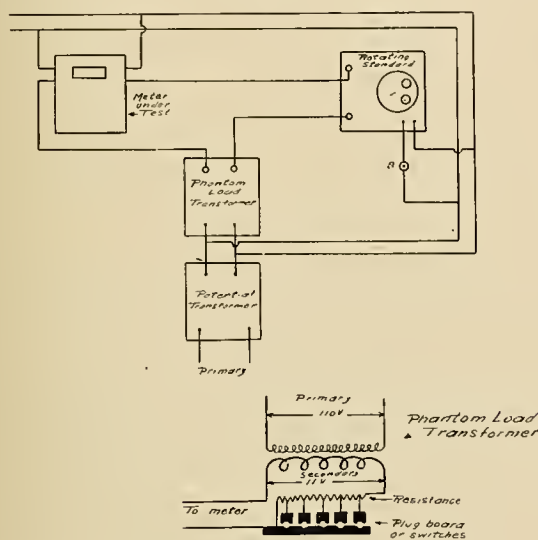 Rotating
Standard
Meter
under
Test
B
Phantom
Load
Transformer
Potential
Transformer
Primary
Primary
110V
Phantom Load
Transformer
Secondary
11V
Resistance
To meter
Plug board
or switches